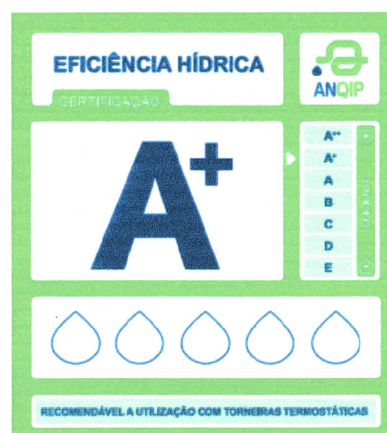 EFICIÊNCIA HÍDRICA
CERTIFICAÇÃO
ANQIP
A+
A++
A+
A
B
C
D
E
RECOMENDÁVEL A UTILIZAÇÃO COM TORNEIRAS TERMOSTÁTICAS